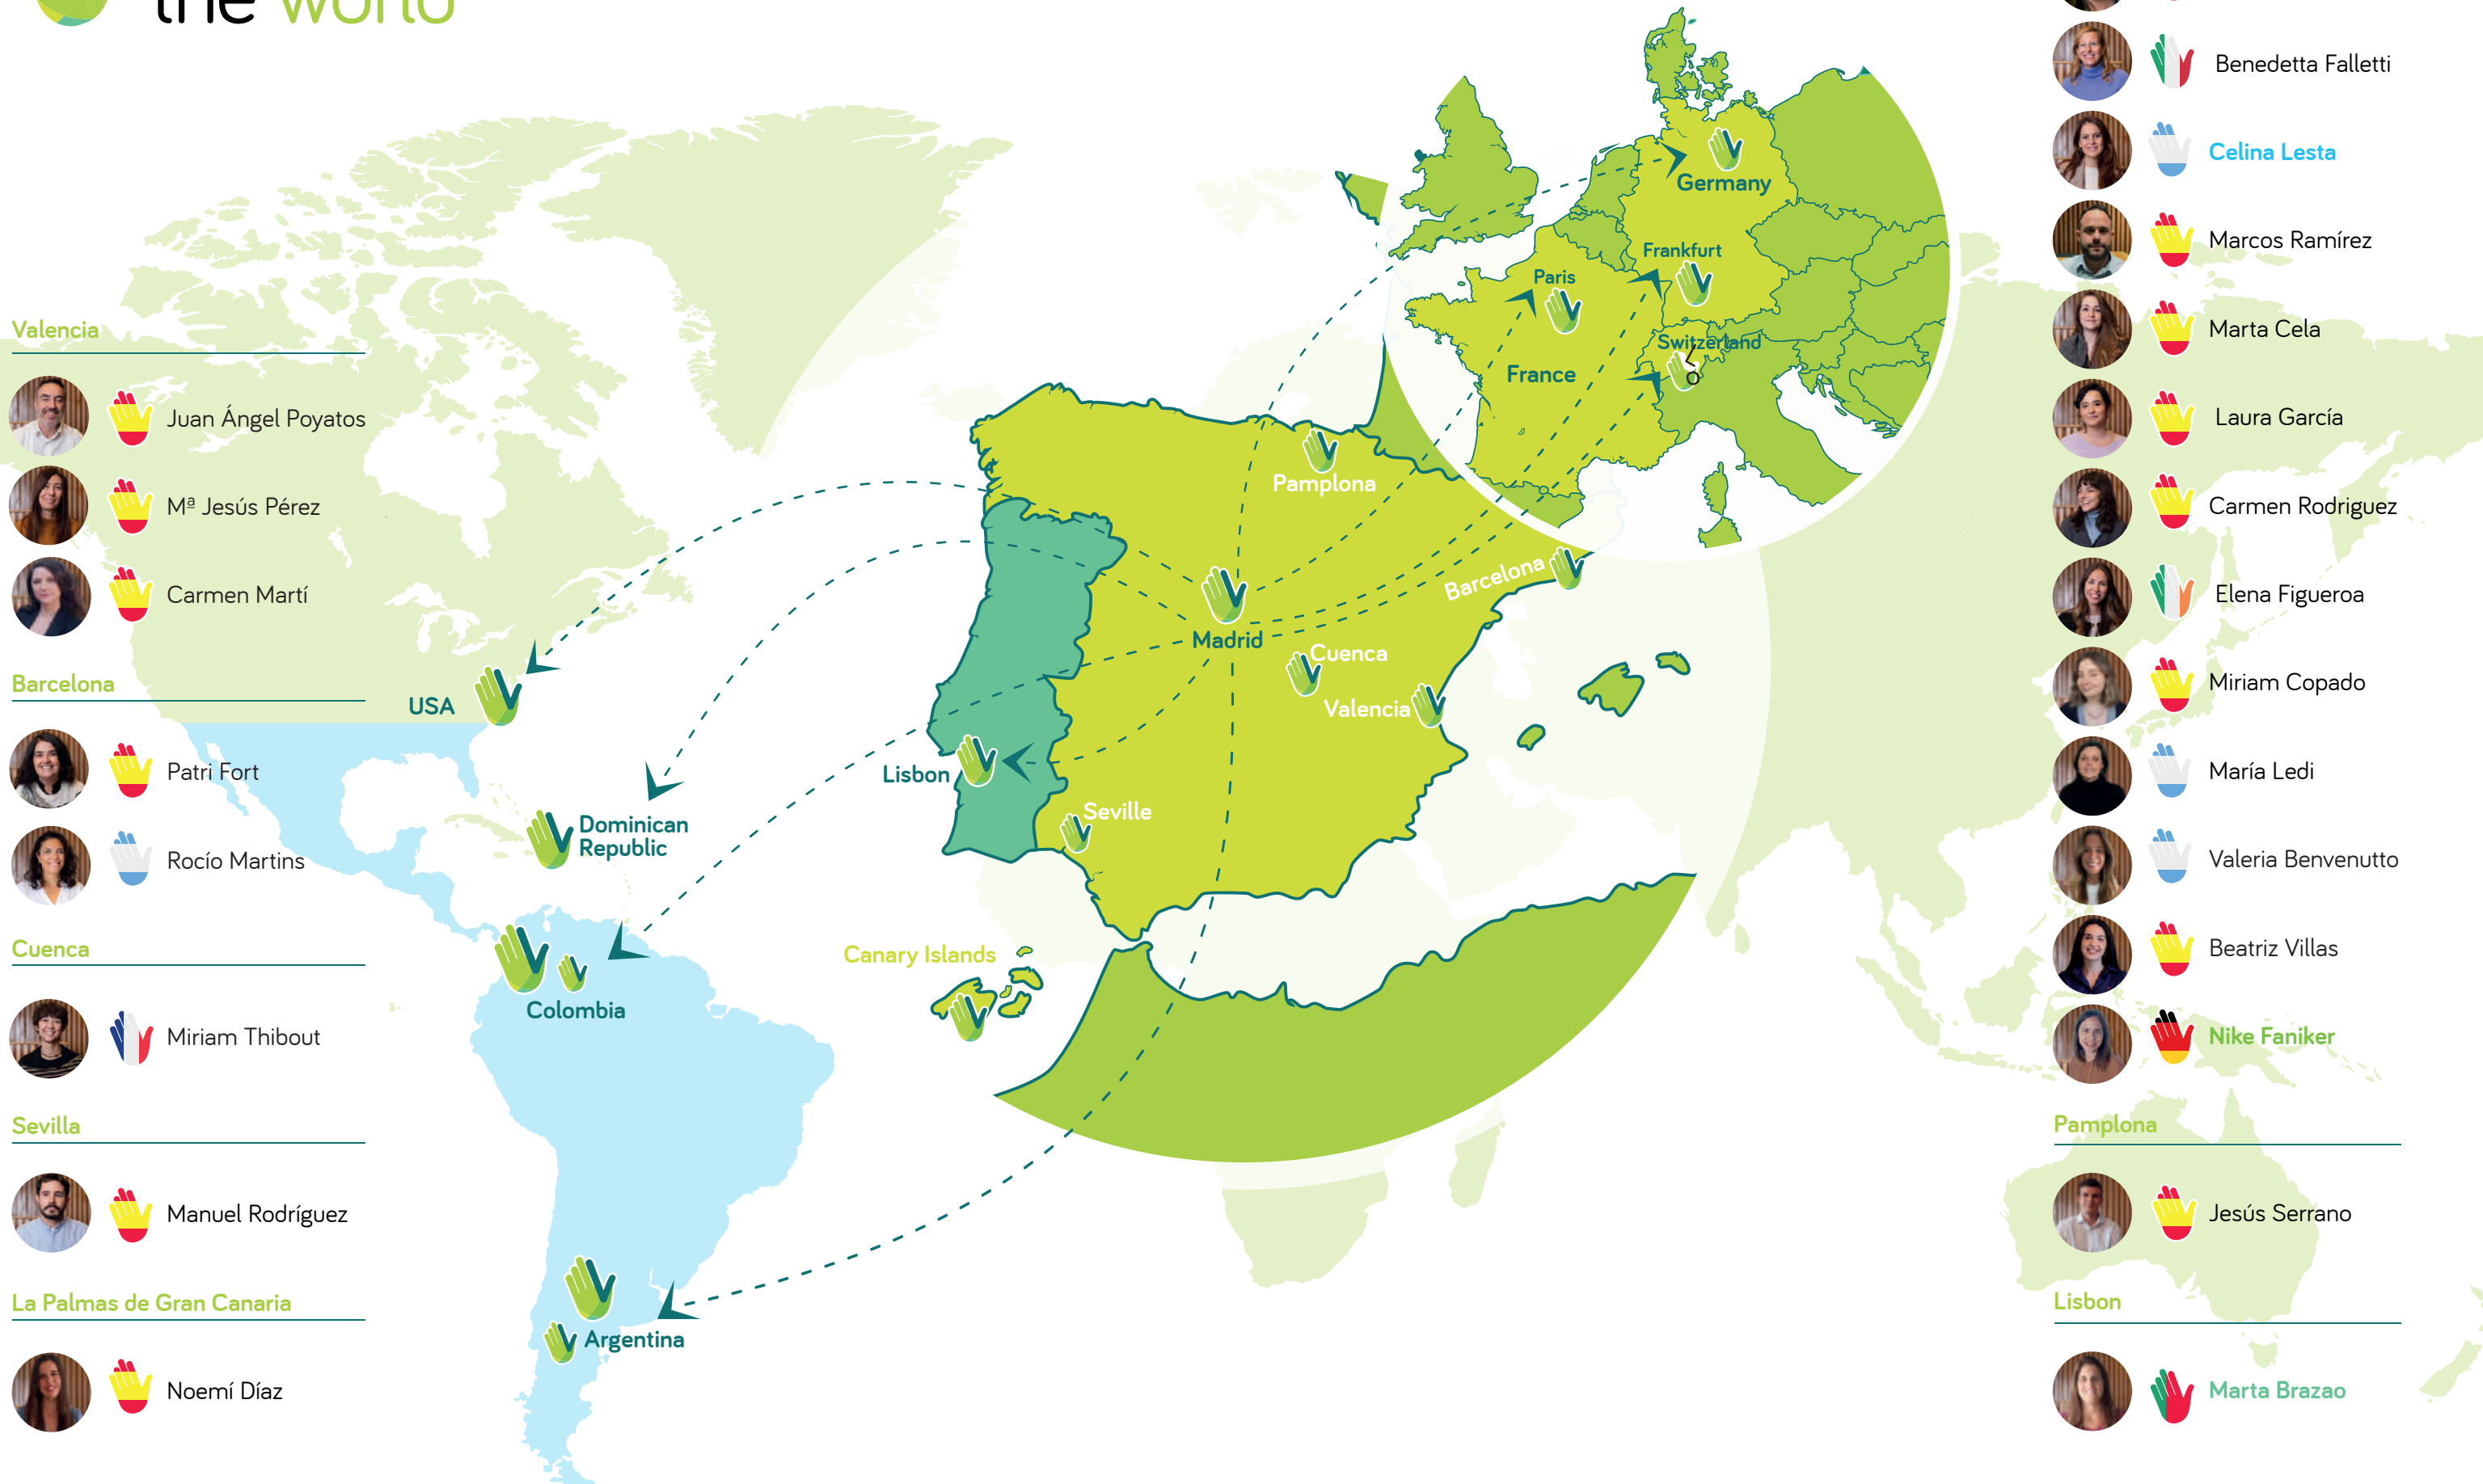 the world
Valencia
Juan Ángel Poyatos
Mª Jesús Pérez
Carmen Martí
Barcelona
Patri Fort
Rocío Martins
Cuenca
Miriam Thibout
Sevilla
Manuel Rodríguez
La Palmas de Gran Canaria
Noemí Díaz
Germany
Frankfurt
Paris
Switzerland
France
Pamplona
Barcelona
Madrid
Cuenca
Valencia
USA
Lisbon
Seville
Dominican
Republic
Canary Islands
Colombia
Argentina
Benedetta Falletti
Celina Lesta
Marcos Ramírez
Marta Cela
Laura García
Carmen Rodriguez
Elena Figueroa
Miriam Copado
María Ledi
Valeria Benvenutto
Beatriz Villas
Nike Faniker
Pamplona
Jesús Serrano
Lisbon
Marta Brazao